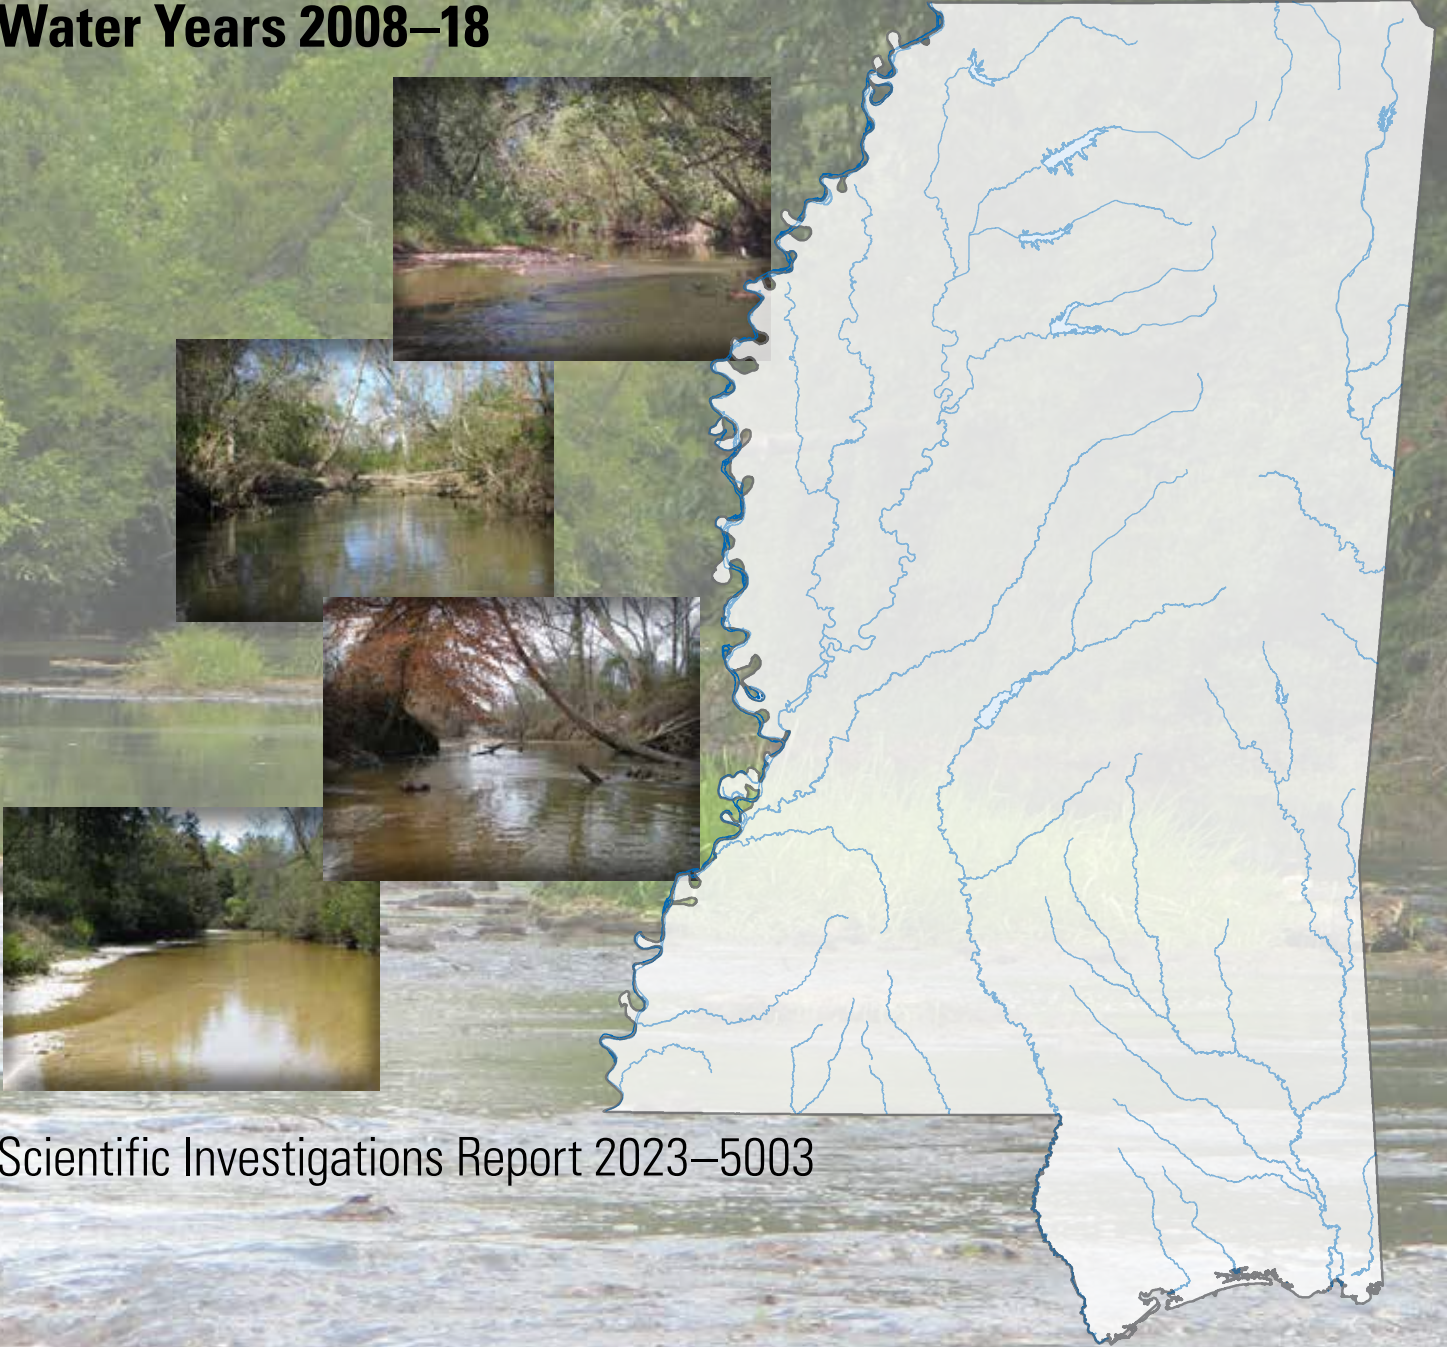 Water Years 2008–18
Scientific Investigations Report 2023–5003